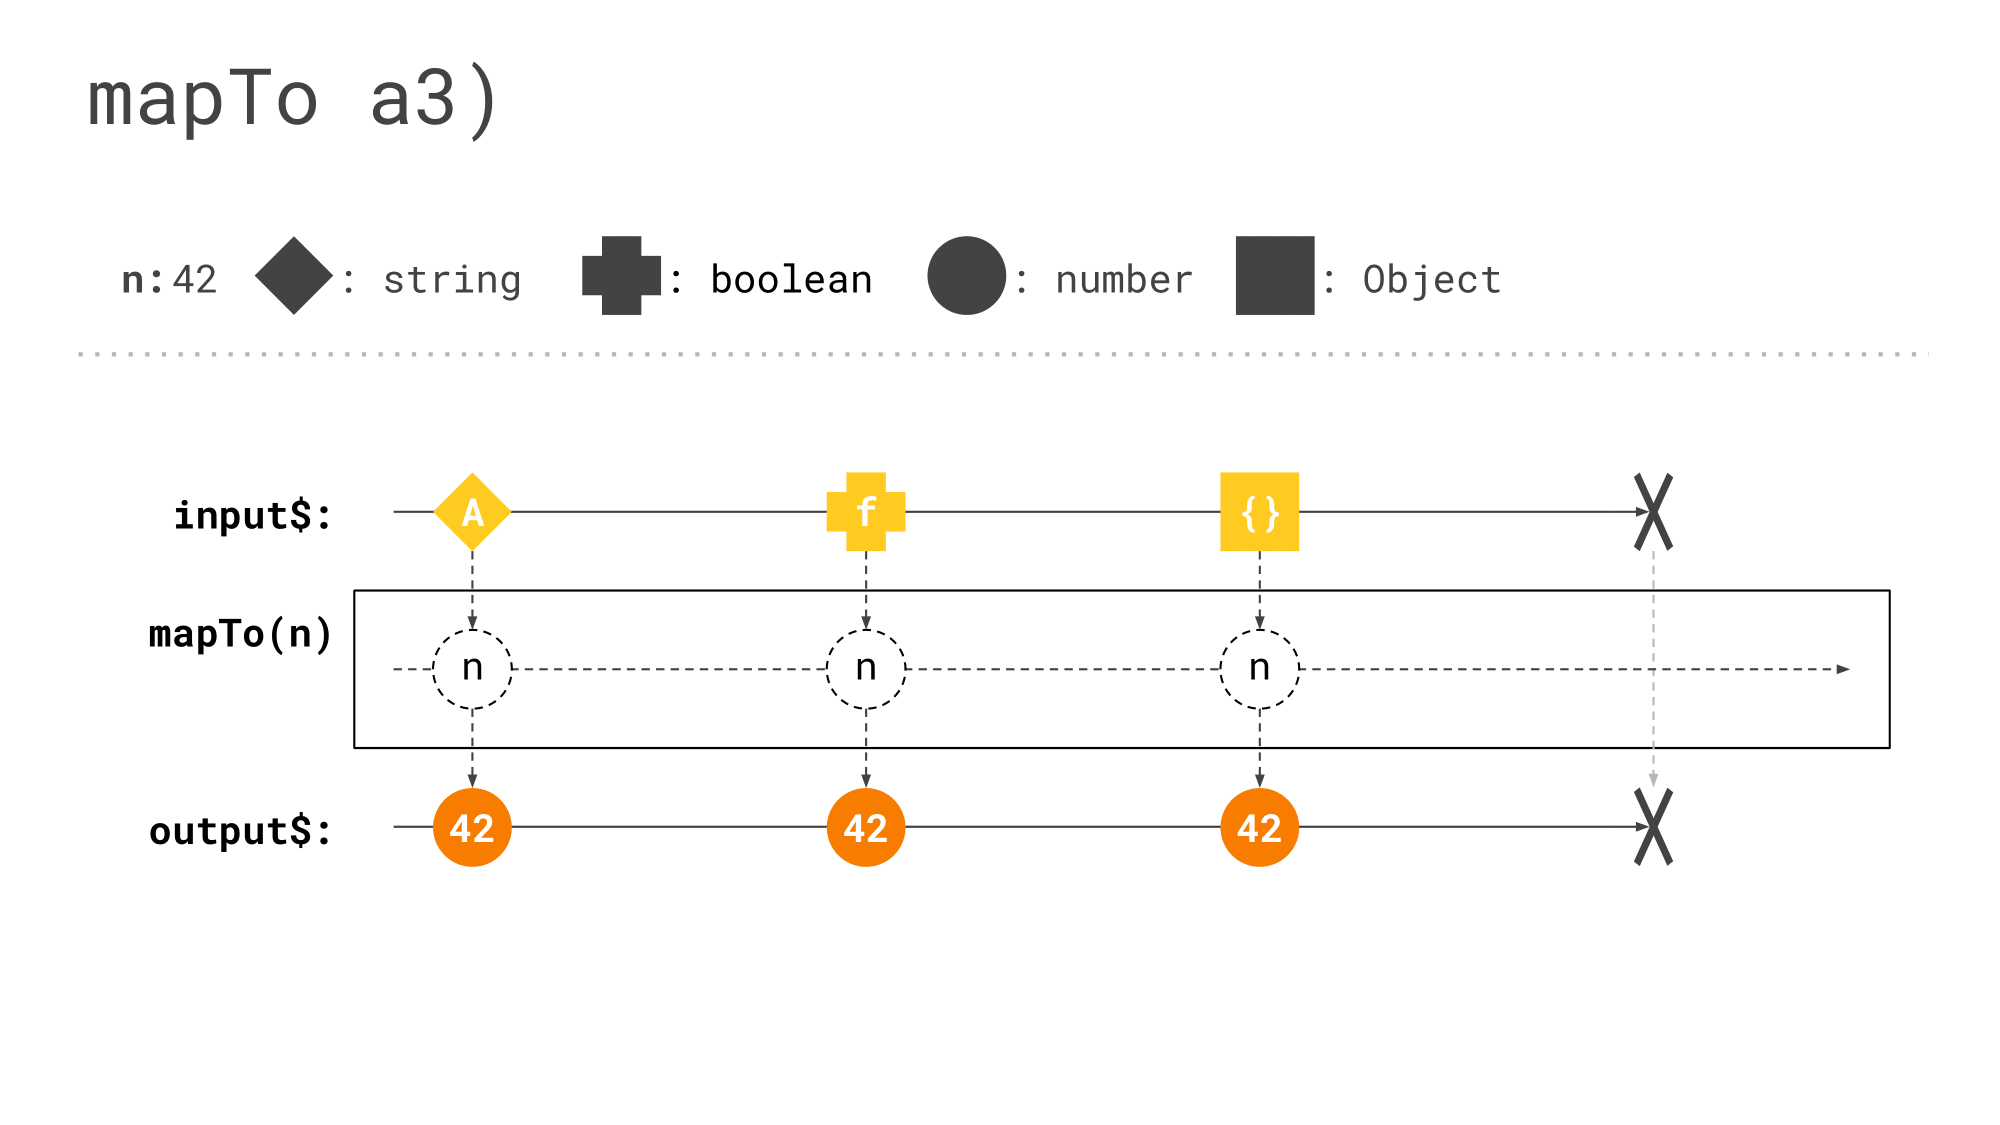 mapTo a3)
n:42 : string : boolean : number : Object
input$: A f {} X
mapTo(n)
n n n
output$: 42 42 42 X